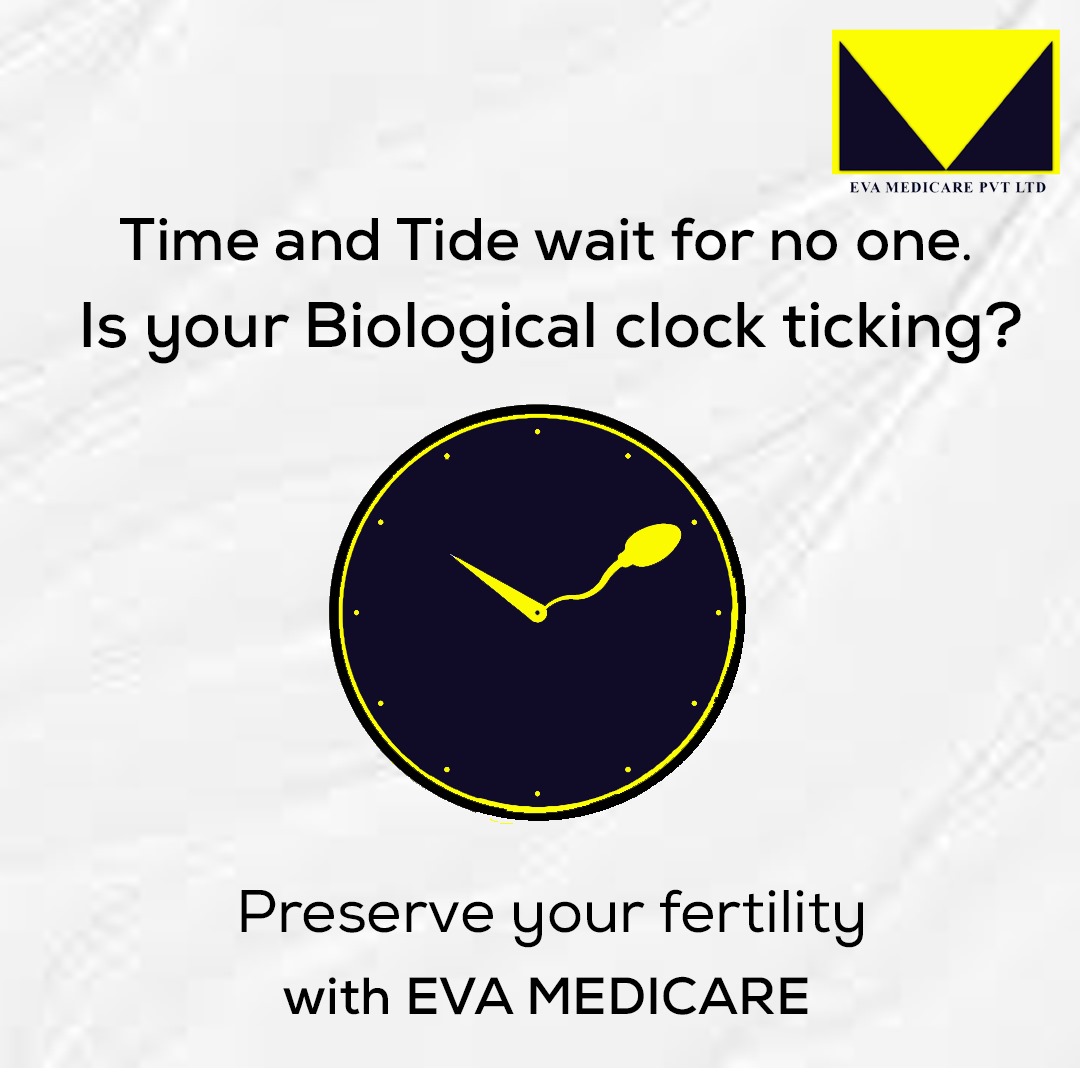 EVA MEDICARE PVT LTD
Time and Tide wait for no one.
Is your Biological clock ticking?
Preserve your fertility
with EVA MEDICARE